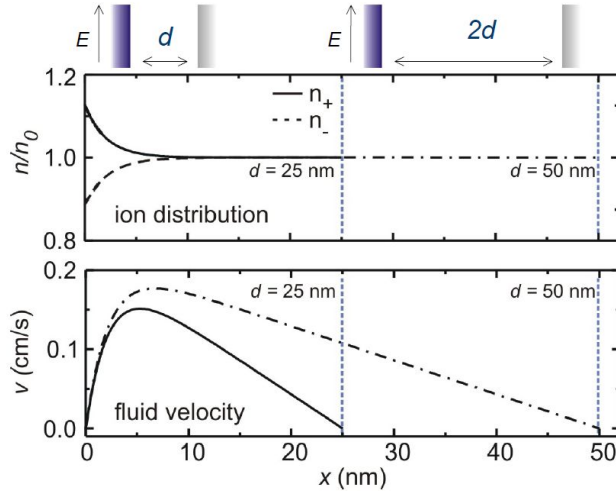 E d E 2d
1.2
n+
n-
1.0
d = 25 nm d = 50 nm
n/n0
ion distribution
0.8
0.2
d = 25 nm d = 50 nm
0.1
v (cm/s)
fluid velocity
0.0
0 10 20 30 40 50
x (nm)